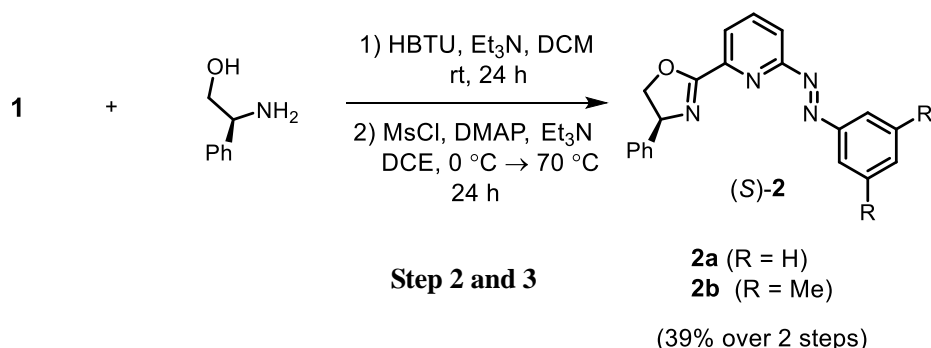 1) HBTU, Et₃N, DCM
rt, 24 h
1 +
OH
NH₂
Ph
2) MsCl, DMAP, Et₃N
DCE, 0 °C → 70 °C
24 h
Step 2 and 3
O
N
N
N
N
Ph
R
R
(S)-2
2a (R = H)
2b (R = Me)
(39% over 2 steps)